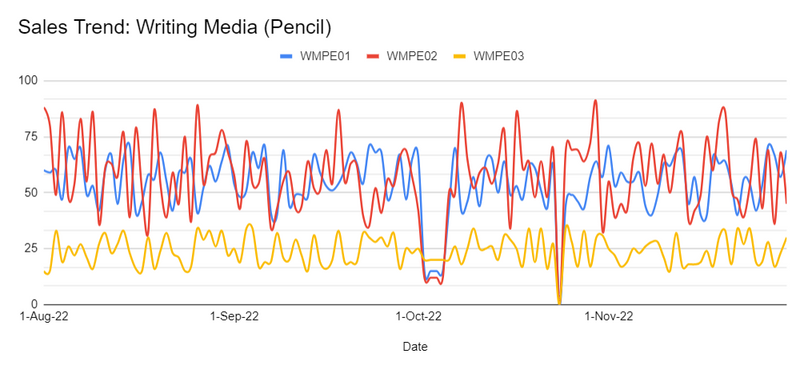 Sales Trend: Writing Media (Pencil)
WMPE01 WMPE02 WMPE03
100
75
50
25
0
1-Aug-22 1-Sep-22 1-Oct-22 1-Nov-22
Date